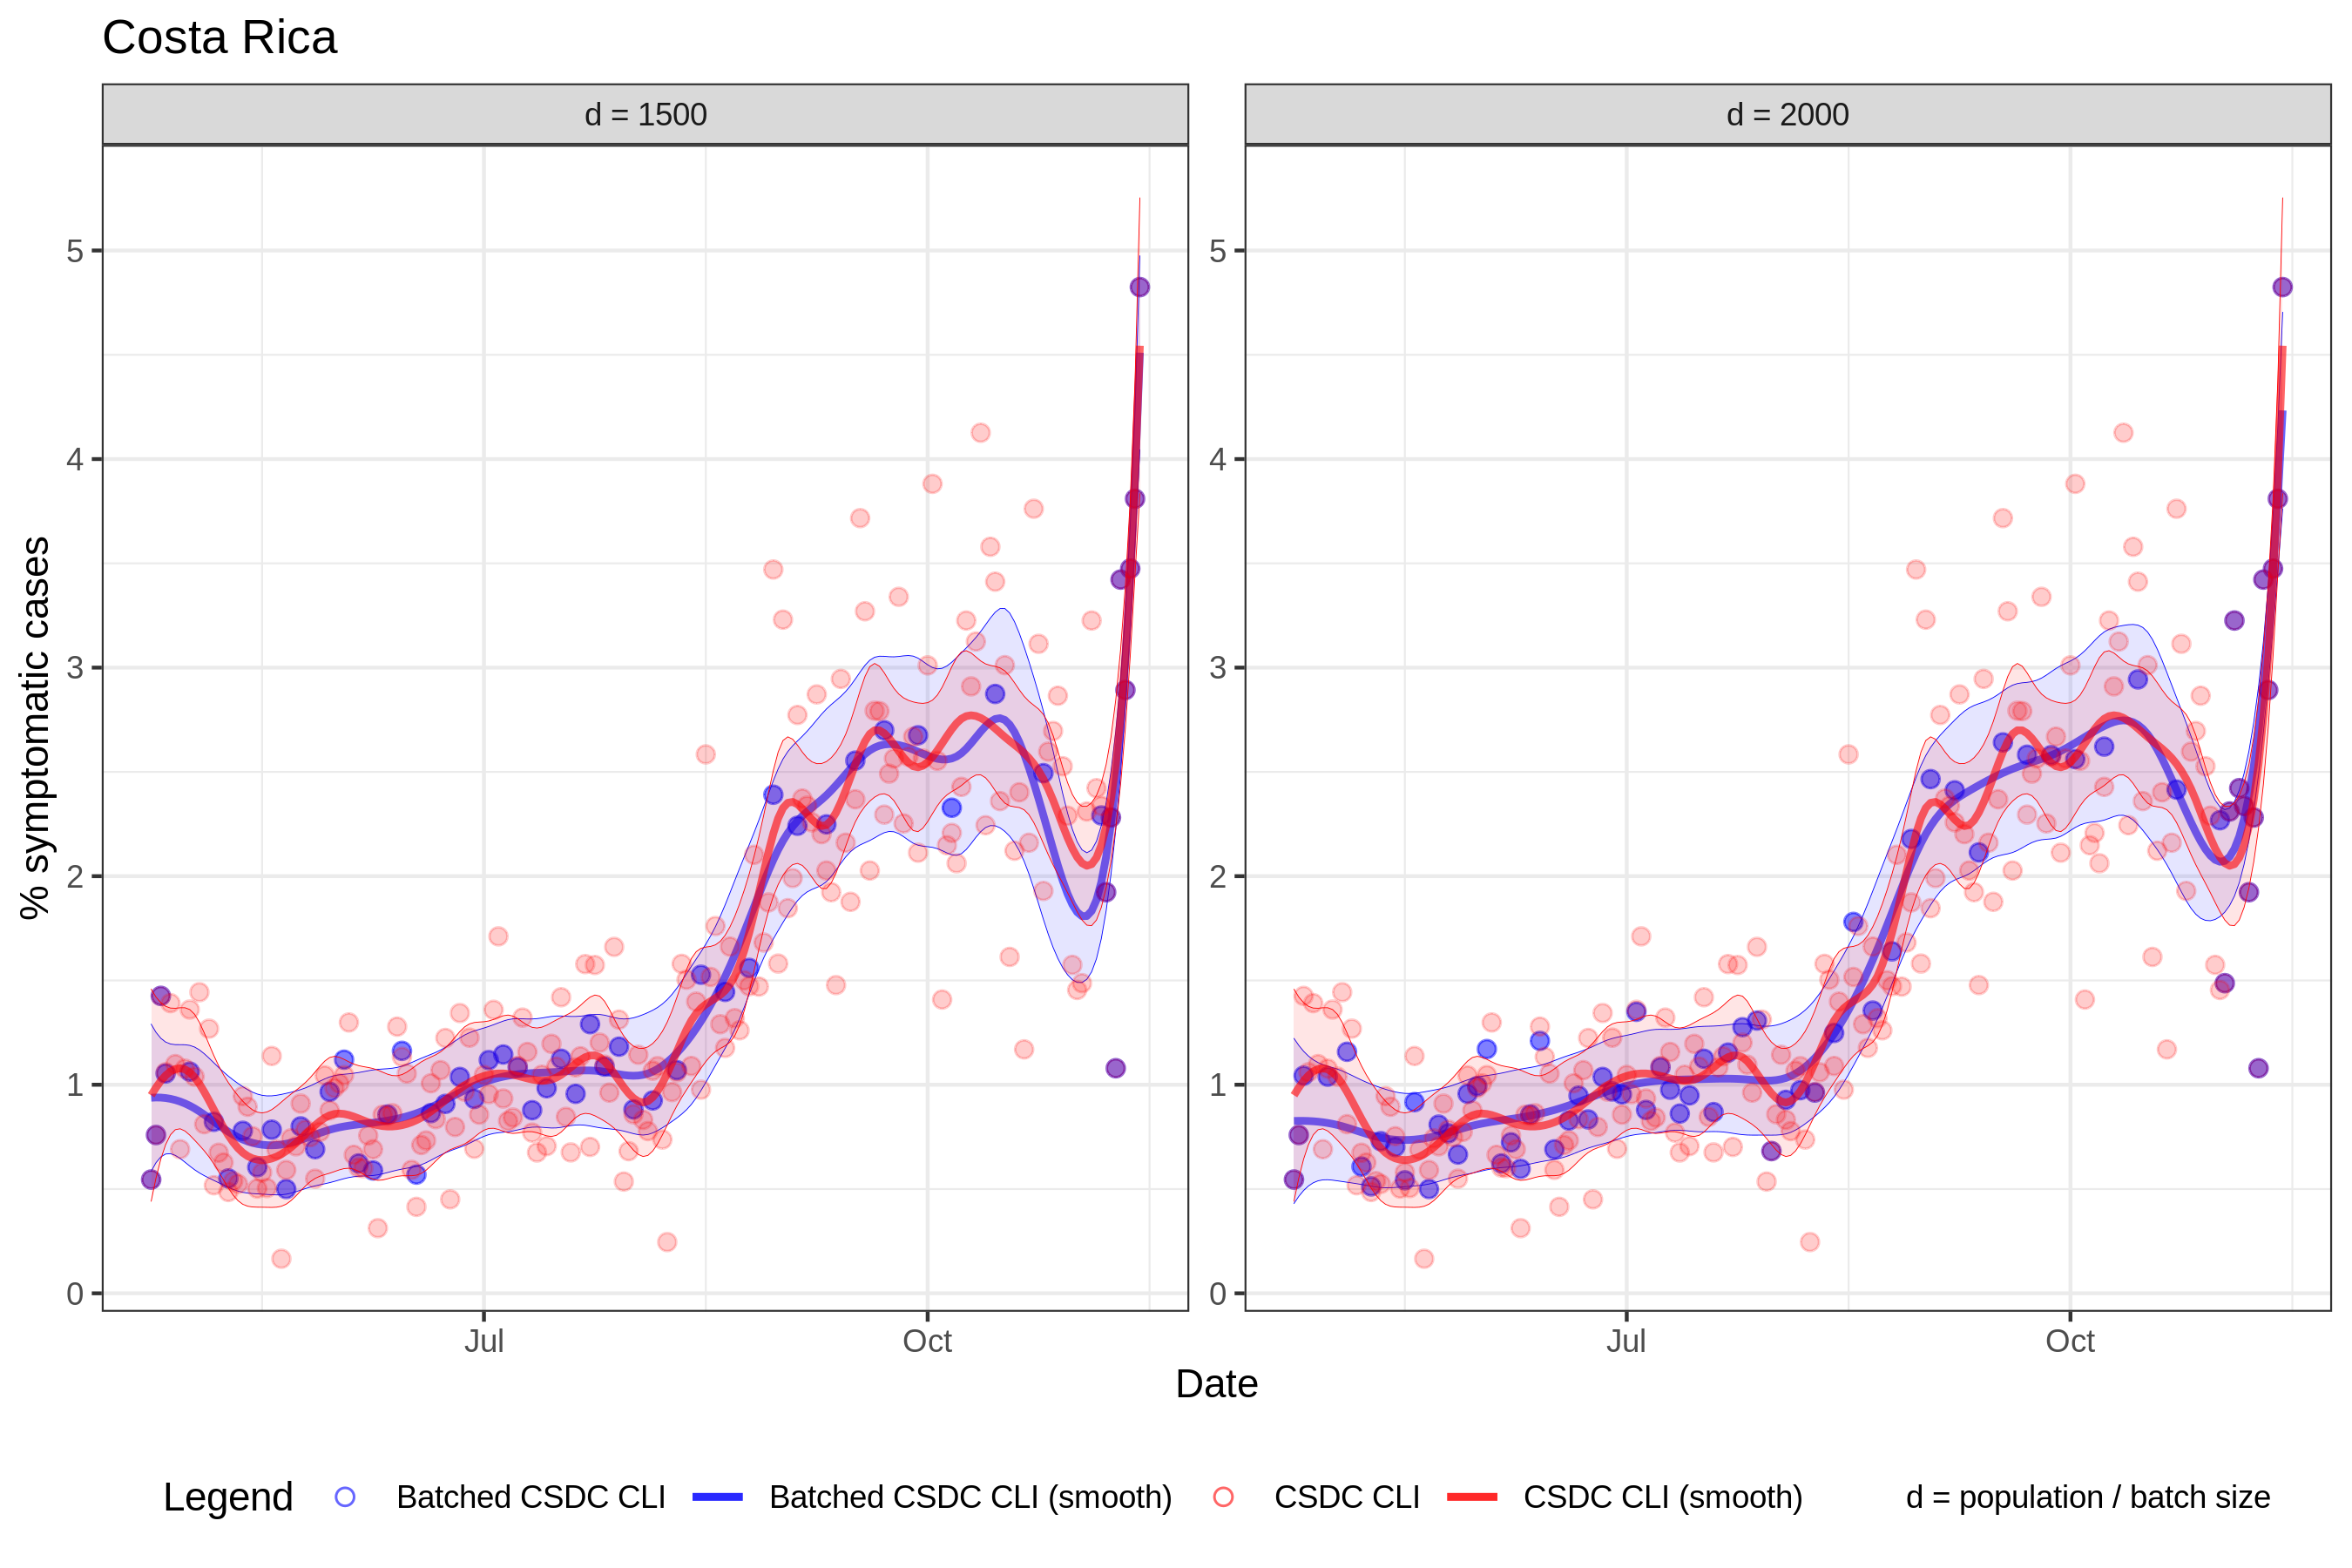 Costa Rica
d = 1500
d = 2000
% symptomatic cases
5
4
3
2
1
0
5
4
3
2
1
0
Jul
Oct
Jul
Oct
Date
Legend Batched CSDC CLI Batched CSDC CLI (smooth) CSDC CLI CSDC CLI (smooth) d = population / batch size